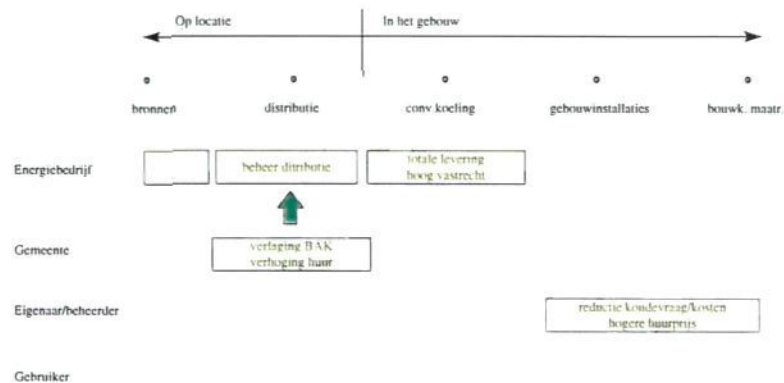 Op locatie In het gebouw
bronnen distributie conv koeling gebouwinstallaties bouwk. maatr.
Energiebedrijf beheer ditributie totale levering
hoog vastrecht
Gemeente verlaging BAK
verhoging huur
Eigenaar/beheerder reductie koudevraag/kosten
hogere huurprijs
Gebruiker